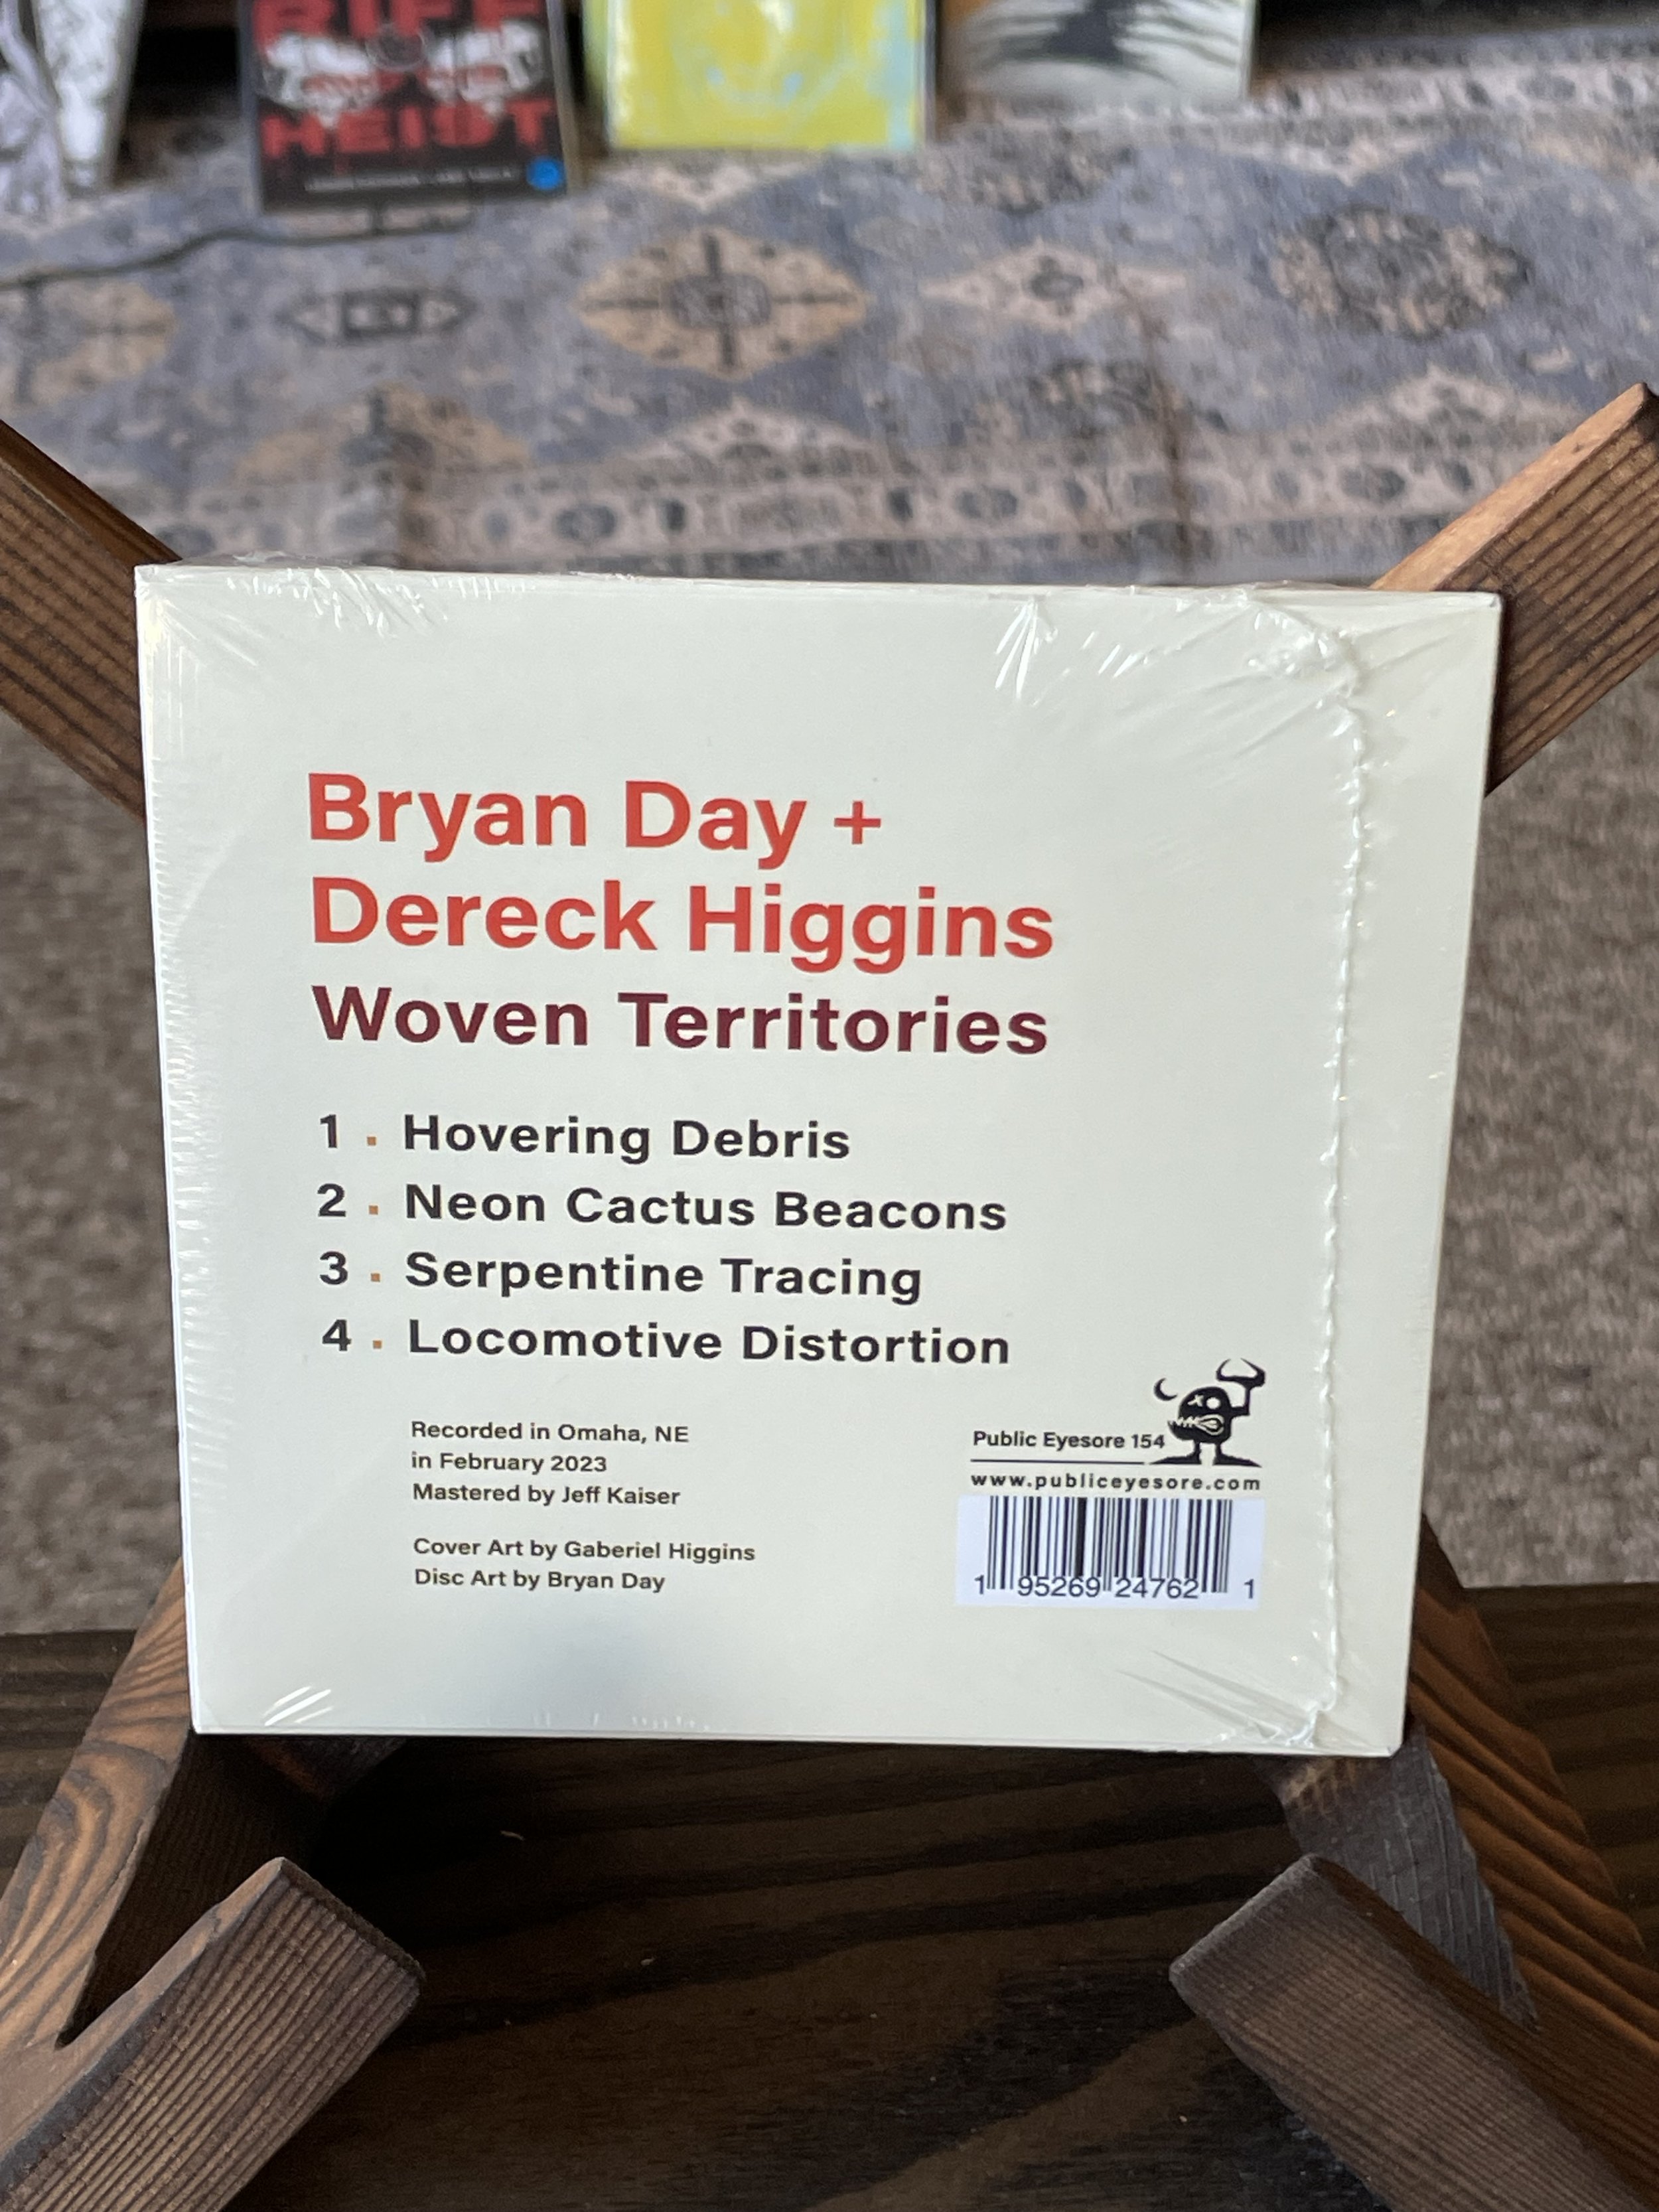 RIFF
HEIST
Bryan Day +
Dereck Higgins
Woven Territories
1 . Hovering Debris
2 . Neon Cactus Beacons
3 . Serpentine Tracing
4 . Locomotive Distortion
Recorded in Omaha, NE
in February 2023
Mastered by Jeff Kaiser
Cover Art by Gaberiel Higgins
Disc Art by Bryan Day
Public Eyesore 154
www.publiceyesore.com
1 95269 24762 1